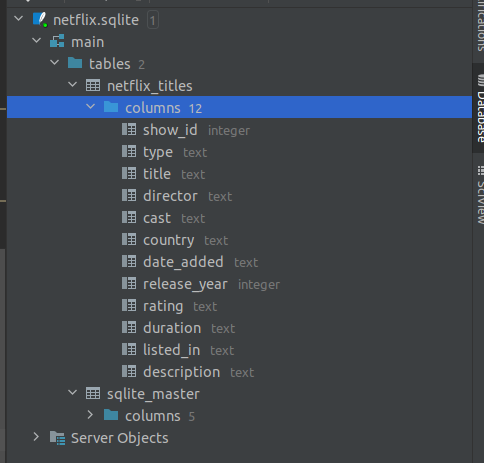 netflix.sqlite 1
main
tables 2
netflix_titles
columns 12
show_id integer
type text
title text
director text
cast text
country text
date_added text
release_year integer
rating text
duration text
listed_in text
description text
sqlite_master
columns 5
Server Objects
Database
SciView